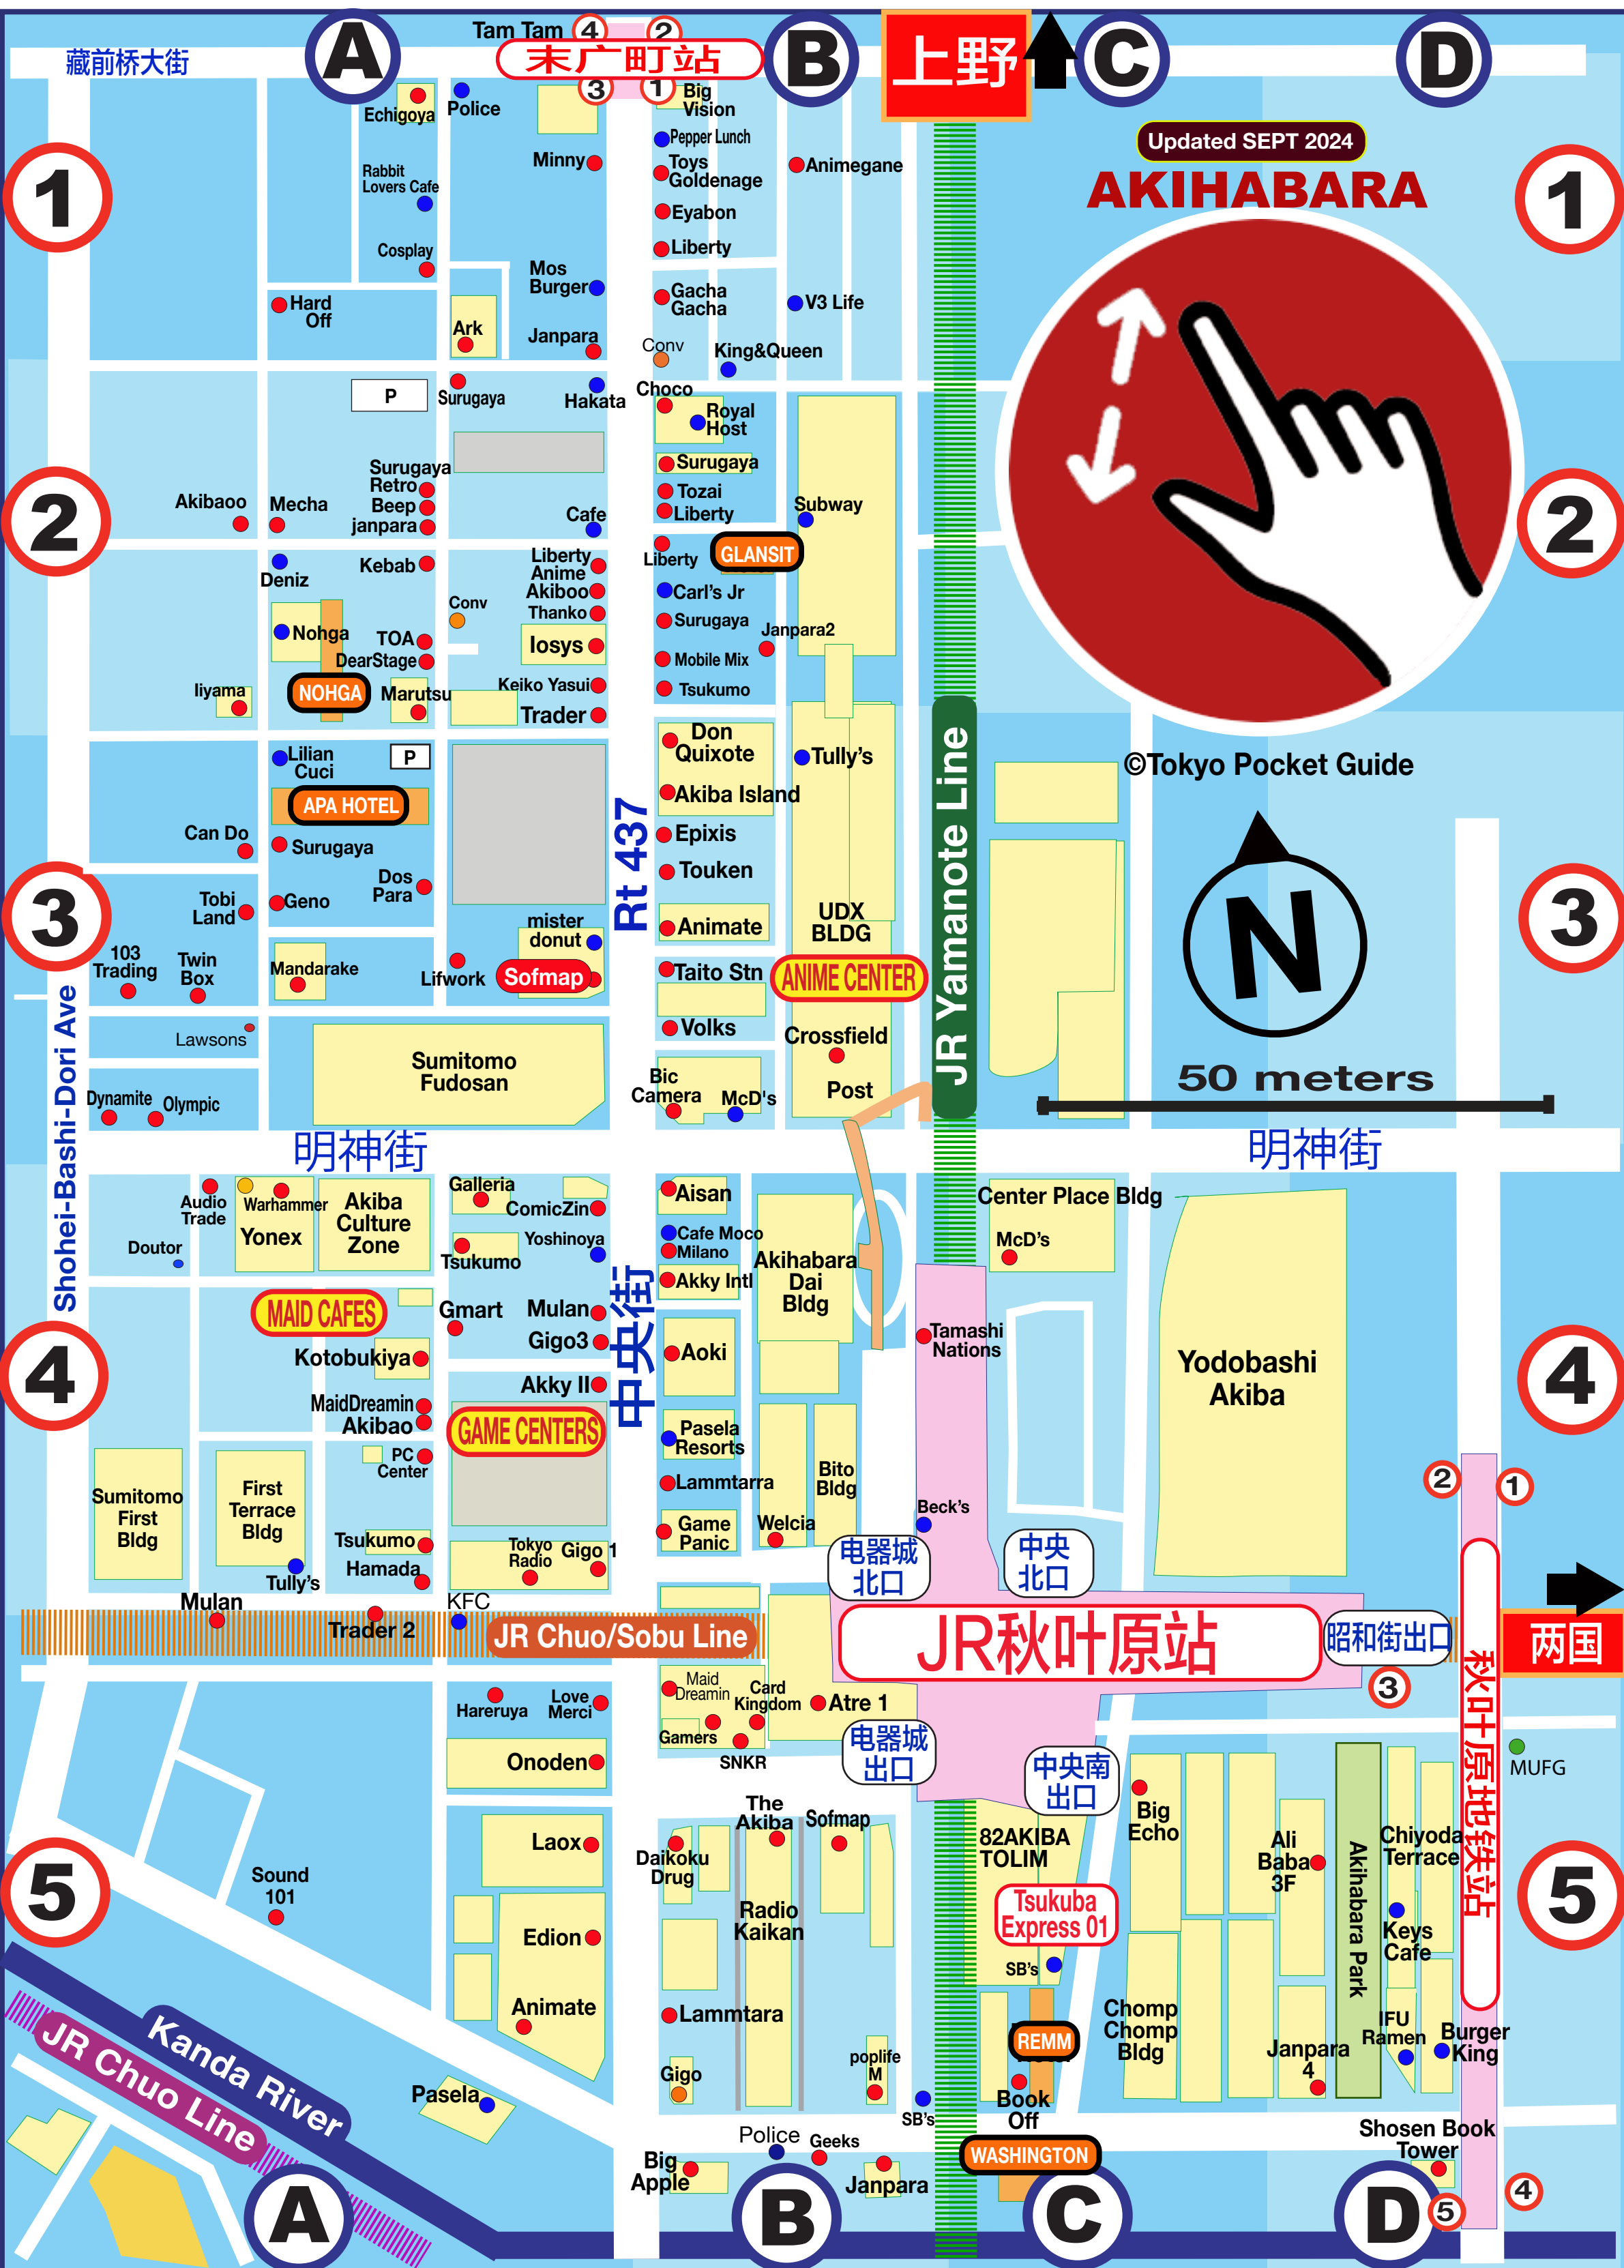 Tam Tam
4
2
藏前桥大街
A
末广町站
B
上野
C
D
3
1
Echigoya
Police
Big
Vision
Pepper Lunch
Updated SEPT 2024
AKIHABARA
Minny
Toys
Goldenage
Animegane
1
1
Rabbit
Lovers Cafe
Eyabon
Cosplay
Liberty
Mos
Burger
Hard
Off
Gacha
Gacha
V3 Life
Ark
Janpara
Conv
King&Queen
P
Surugaya
Hakata
Choco
Royal
Host
Surugaya
Retro
Beep
janpara
Surugaya
Akibaoo
Mecha
Tozai
Liberty
Cafe
Subway
2
2
Deniz
Kebab
Liberty
Anime
Akiboo
Thanko
Liberty
GLANSIT
Carl's Jr
Conv
Surugaya
Janpara2
Nohga
TOA
DearStage
Iosys
Mobile Mix
Iiyama
NOHGA
Marutsu
Keiko Yasui
Tsukumo
Trader
Lilian
Cuci
P
Don
Quixote
Tully's
JR Yamanote Line
©Tokyo Pocket Guide
APA HOTEL
Rt 437
Akiba Island
Can Do
Surugaya
Epixis
Dos
Para
Touken
Tobi
Land
Geno
3
3
N
mister
donut
Animate
UDX
BLDG
103
Trading
Twin
Box
Mandarake
Lifwork
Sofmap
Taito Stn
ANIME CENTER
Shohei-Bashi-Dori Ave
Lawsons
Volks
Crossfield
Sumitomo
Fudosan
Bic
Camera
McD's
Post
50 meters
Dynamite
Olympic
明神街
明神街
Audio
Trade
Warhammer
Yonex
Akiba
Culture
Zone
Galleria
ComicZin
Aisan
Center Place Bldg
Doutor
Tsukumo
Yoshinoya
Cafe Moco
Milano
Akky Intl
Akihabara
Dai
Bldg
McD's
MAID CAFES
Gmart
Mulan
Gigo3
中央街
Tamashi
Nations
Kotobukiya
Aoki
Yodobashi
Akiba
4
4
Akky II
MaidDreamin
Akibao
GAME CENTERS
Pasela
Resorts
PC
Center
Lammtarra
Bito
Bldg
2
1
Sumitomo
First
Bldg
First
Terrace
Bldg
Beck's
Game
Panic
Welcia
Tsukumo
Hamada
Tokyo
Radio
Gigo 1
电器城
北口
中央
北口
Tully's
Mulan
Trader 2
KFC
JR Chuo/Sobu Line
JR秋叶原站
昭和街出口
两国
秋叶原地铁站
3
Hareruya
Love
Merci
Maid
Dreamin
Card
Kingdom
Atre 1
Gamers
SNKR
Onoden
电器城
出口
中央南
出口
MUFG
The
Akiba
Sofmap
Big
Echo
Laox
Daikoku
Drug
82AKIBA
TOLIM
Ali
Baba
3F
Akihabara Park
Chiyoda
Terrace
5
5
Sound
101
Radio
Kaikan
Tsukuba
Express 01
Keys
Cafe
Edion
SB's
Animate
Lammtara
Chomp
Chomp
Bldg
IFU
Ramen
Burger
King
Kanda River
JR Chuo Line
REMM
Janpara
4
Gigo
poplife
M
Book
Off
Pasela
SB's
Shosen Book
Tower
Police
Geeks
Big
Apple
Janpara
WASHINGTON
A
B
C
D
5
4